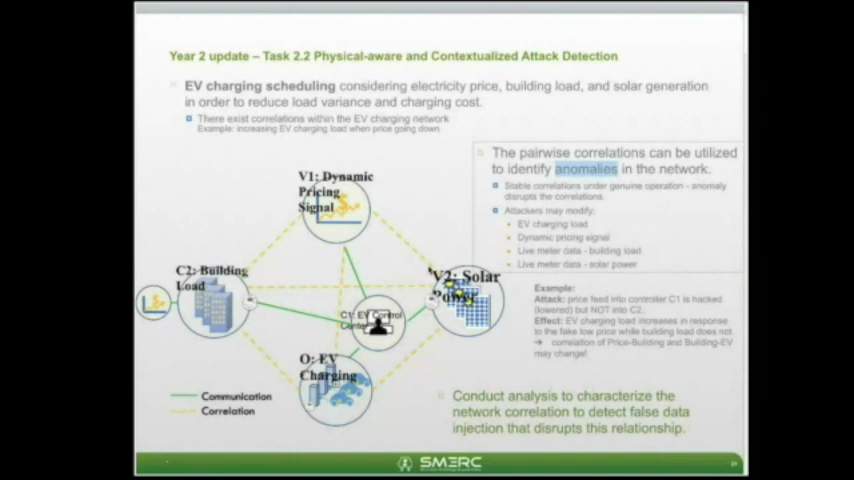 Year 2 update – Task 2.2 Physical-aware and Contextualized Attack Detection
EV charging scheduling considering electricity price, building load, and solar generation
in order to reduce load variance and charging cost.
There exist correlations within the EV charging network
Example: increasing EV charging load when price going down
The pairwise correlations can be utilized
to identify anomalies in the network.
Stable correlations under genuine operation - anomaly
disrupts the correlations.
Attackers may modify:
EV charging load
Dynamic pricing signal
Live meter data - building load
Live meter data - solar power
V1: Dynamic
Pricing
Signal
C2: Building
Load
V2: Solar
Power
C1: EV Control
Center
O: EV
Charging
Communication
Correlation
Example:
Attack: price feed into controller C1 is hacked
(lowered) but NOT into C2.
Effect: EV charging load increases in response
to the fake low price while building load does not.
➔ correlation of Price-Building and Building-EV
may change!
Conduct analysis to characterize the
network correlation to detect false data
injection that disrupts this relationship.
SMERC